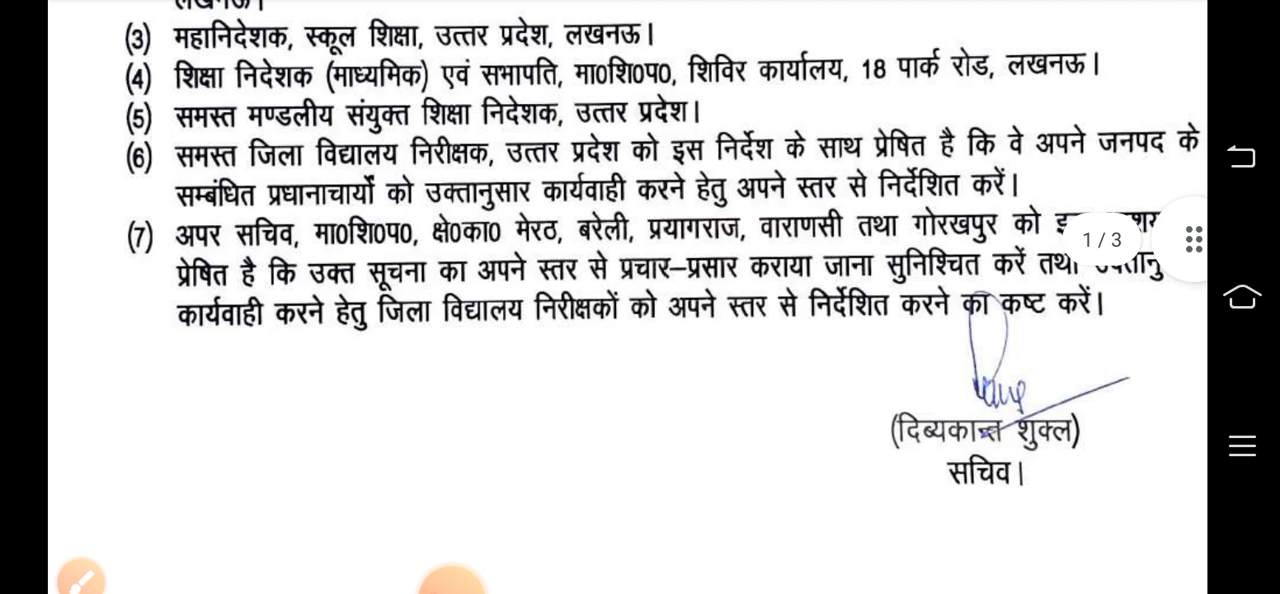 लखनऊ।
(3) महानिदेशक, स्कूल शिक्षा, उत्तर प्रदेश, लखनऊ।
(4) शिक्षा निदेशक (माध्यमिक) एवं सभापति, मा0शि0प0, शिविर कार्यालय, 18 पार्क रोड, लखनऊ।
(5) समस्त मण्डलीय संयुक्त शिक्षा निदेशक, उत्तर प्रदेश।
(6) समस्त जिला विद्यालय निरीक्षक, उत्तर प्रदेश को इस निर्देश के साथ प्रेषित है कि वे अपने जनपद के
सम्बंधित प्रधानाचार्यों को उक्तानुसार कार्यवाही करने हेतु अपने स्तर से निर्देशित करें।
(7) अपर सचिव, मा0शि0प0, क्षे0का0 मेरठ, बरेली, प्रयागराज, वाराणसी तथा गोरखपुर को
1/3
प्रेषित है कि उक्त सूचना का अपने स्तर से प्रचार–प्रसार कराया जाना सुनिश्चित करें तथा
कार्यवाही करने हेतु जिला विद्यालय निरीक्षकों को अपने स्तर से निर्देशित करने का कष्ट करें।
(दिब्यकान्त शुक्ल)
सचिव।